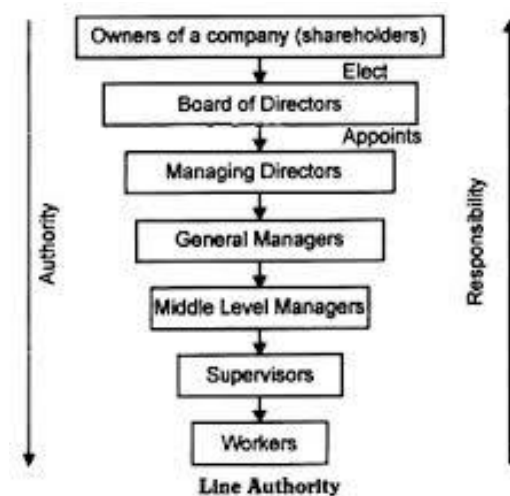 Owners of a company (shareholders)
Elect
Board of Directors
Appoints
Managing Directors
General Managers
Middle Level Managers
Supervisors
Workers
Line Authority
Authority
Responsibility